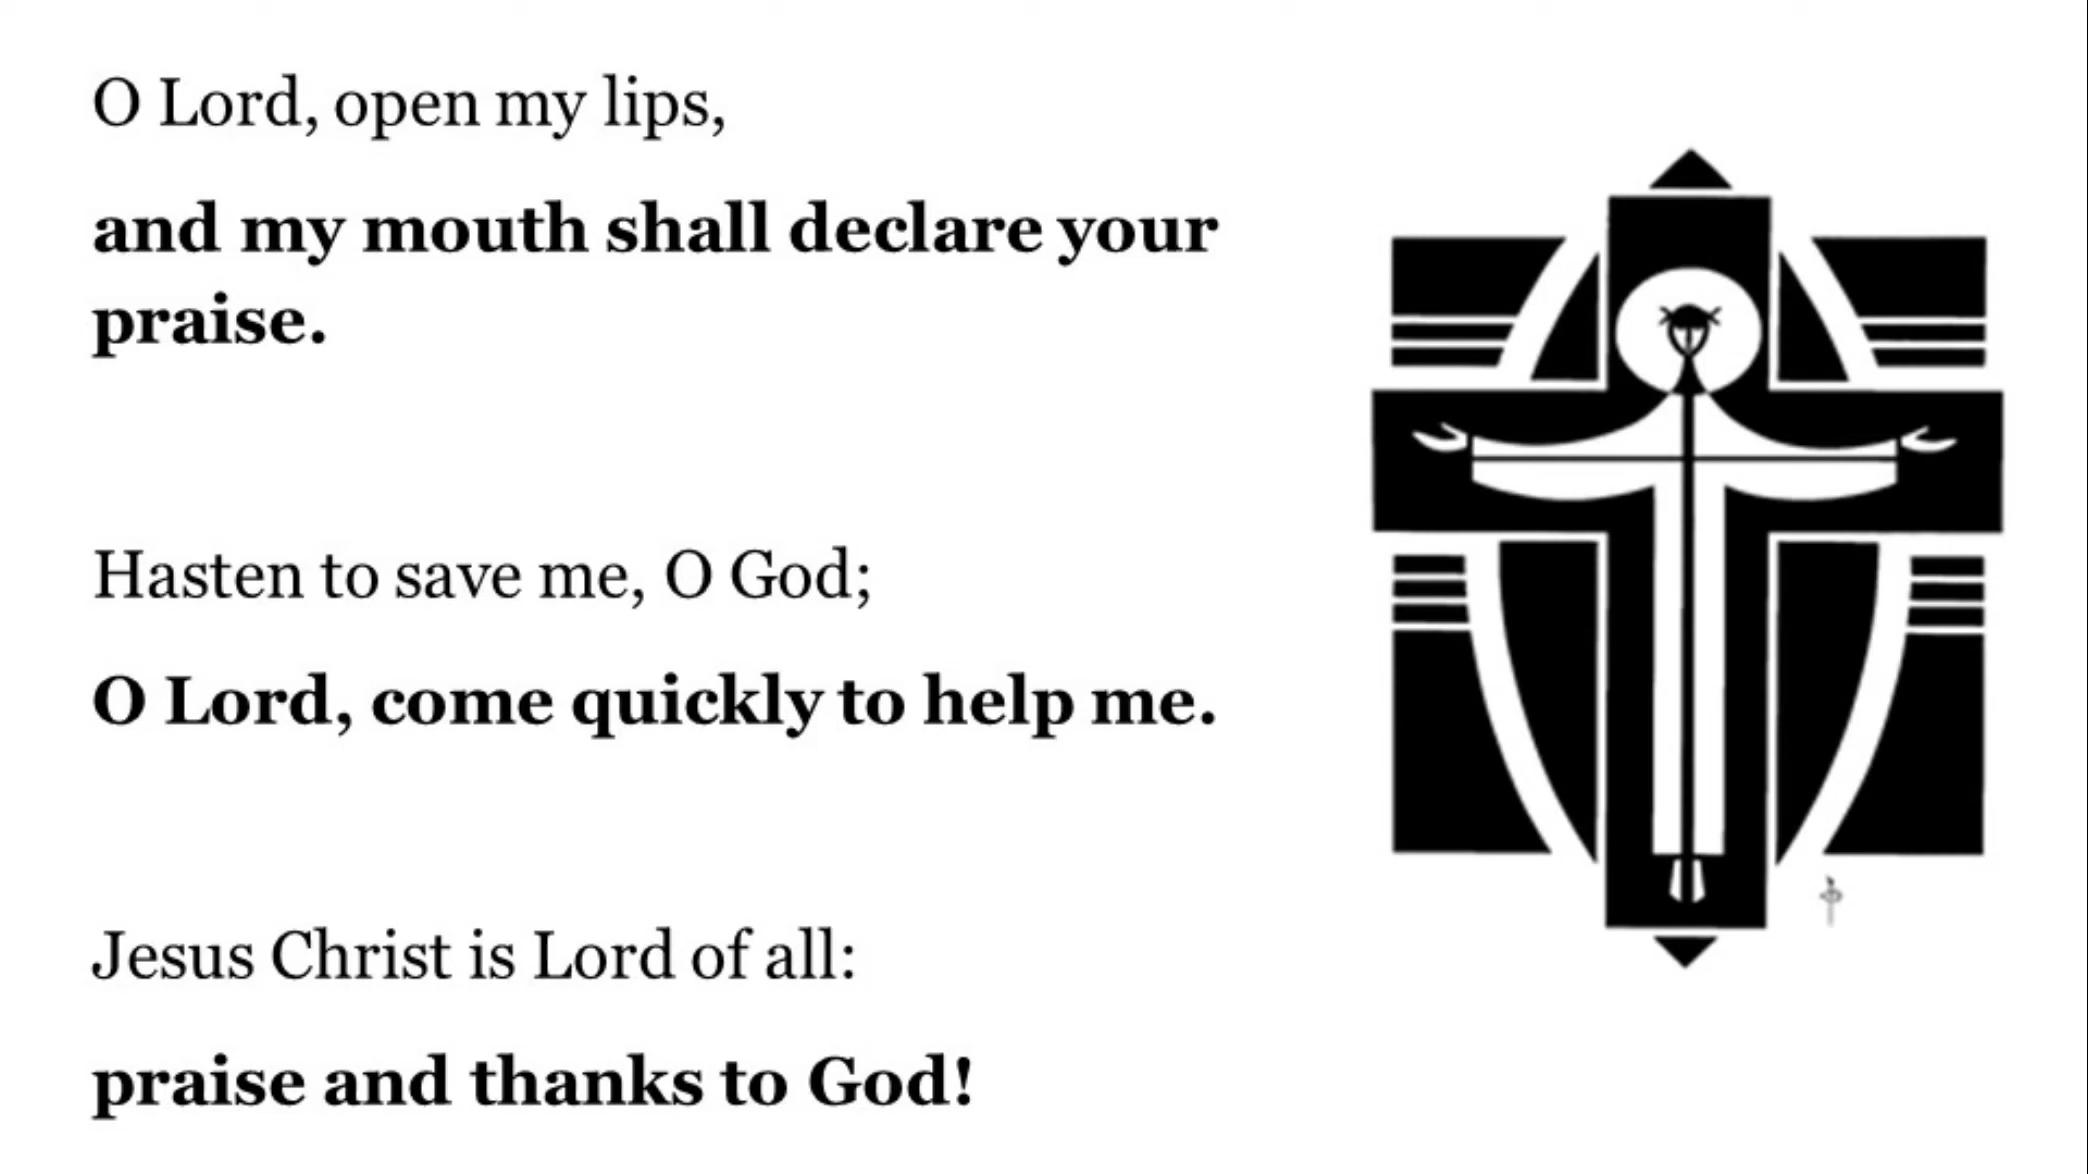 O Lord, open my lips,
and my mouth shall declare your
praise.
Hasten to save me, O God;
O Lord, come quickly to help me.
Jesus Christ is Lord of all:
praise and thanks to God!